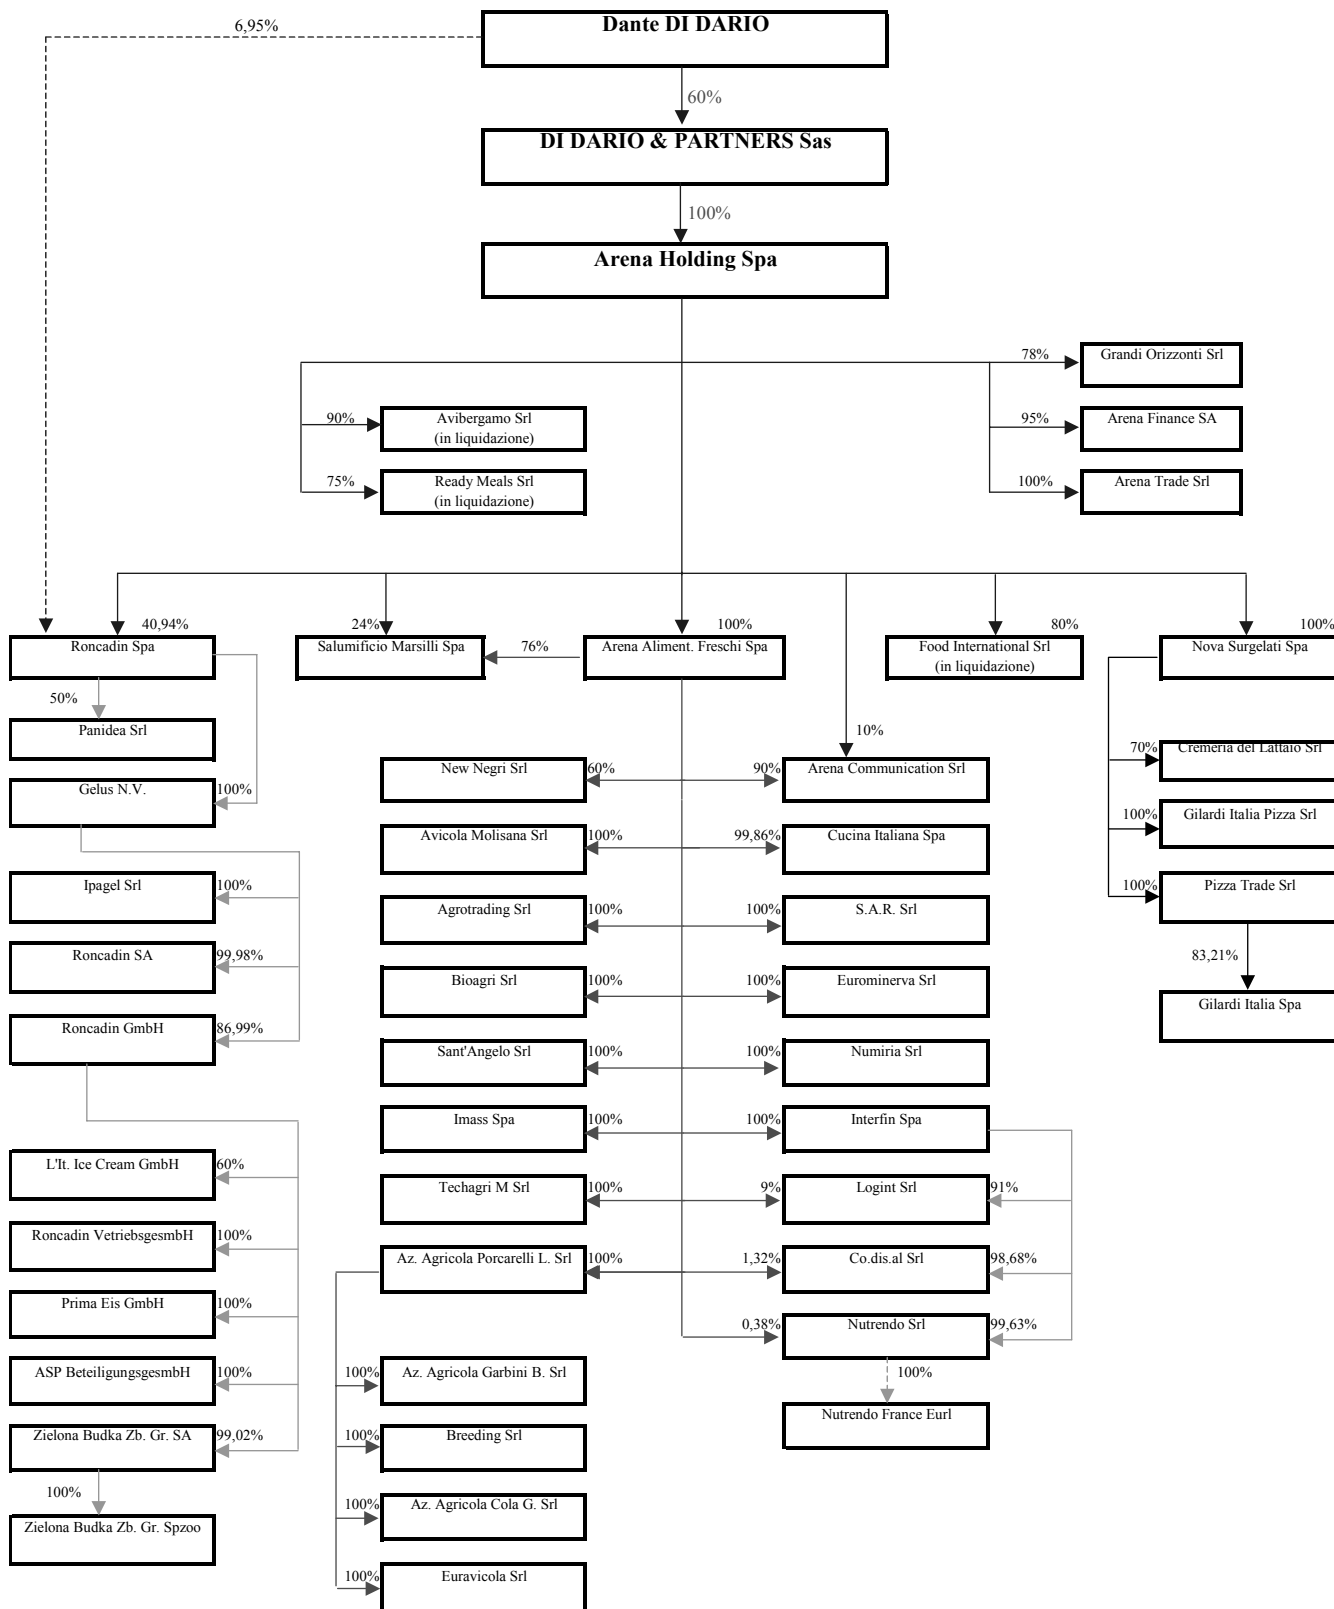 Dante DI DARIO
6,95%
60%
DI DARIO & PARTNERS Sas
100%
Arena Holding Spa
78%
Grandi Orizzonti Srl
90%
Avibergamo Srl
(in liquidazione)
95%
Arena Finance SA
75%
Ready Meals Srl
(in liquidazione)
100%
Arena Trade Srl
40,94%
Roncadin Spa
24%
Salumificio Marsilli Spa
76%
100%
Arena Aliment. Freschi Spa
80%
Food International Srl
(in liquidazione)
100%
Nova Surgelati Spa
50%
Panidea Srl
10%
70%
Cremeria del Lattaio Srl
Gelus N.V.
100%
New Negri Srl
60%
90%
Arena Communication Srl
100%
Gilardi Italia Pizza Srl
Avicola Molisana Srl
100%
99,86%
Cucina Italiana Spa
Ipagel Srl
100%
100%
Pizza Trade Srl
Agrotrading Srl
100%
100%
S.A.R. Srl
Roncadin SA
99,98%
83,21%
Bioagri Srl
100%
100%
Eurominerva Srl
Gilardi Italia Spa
Roncadin GmbH
86,99%
Sant'Angelo Srl
100%
100%
Numiria Srl
Imass Spa
100%
100%
Interfin Spa
L'It. Ice Cream GmbH
60%
Techagri M Srl
100%
9%
Logint Srl
91%
Roncadin VetriebsgesmbH
100%
Az. Agricola Porcarelli L. Srl
100%
1,32%
Co.dis.al Srl
98,68%
Prima Eis GmbH
100%
0,38%
Nutrendo Srl
99,63%
ASP BeteiligungsgesmbH
100%
100%
Az. Agricola Garbini B. Srl
100%
Nutrendo France Eurl
Zielona Budka Zb. Gr. SA
99,02%
100%
Breeding Srl
100%
Zielona Budka Zb. Gr. Spzoo
100%
Az. Agricola Cola G. Srl
100%
Euravicola Srl